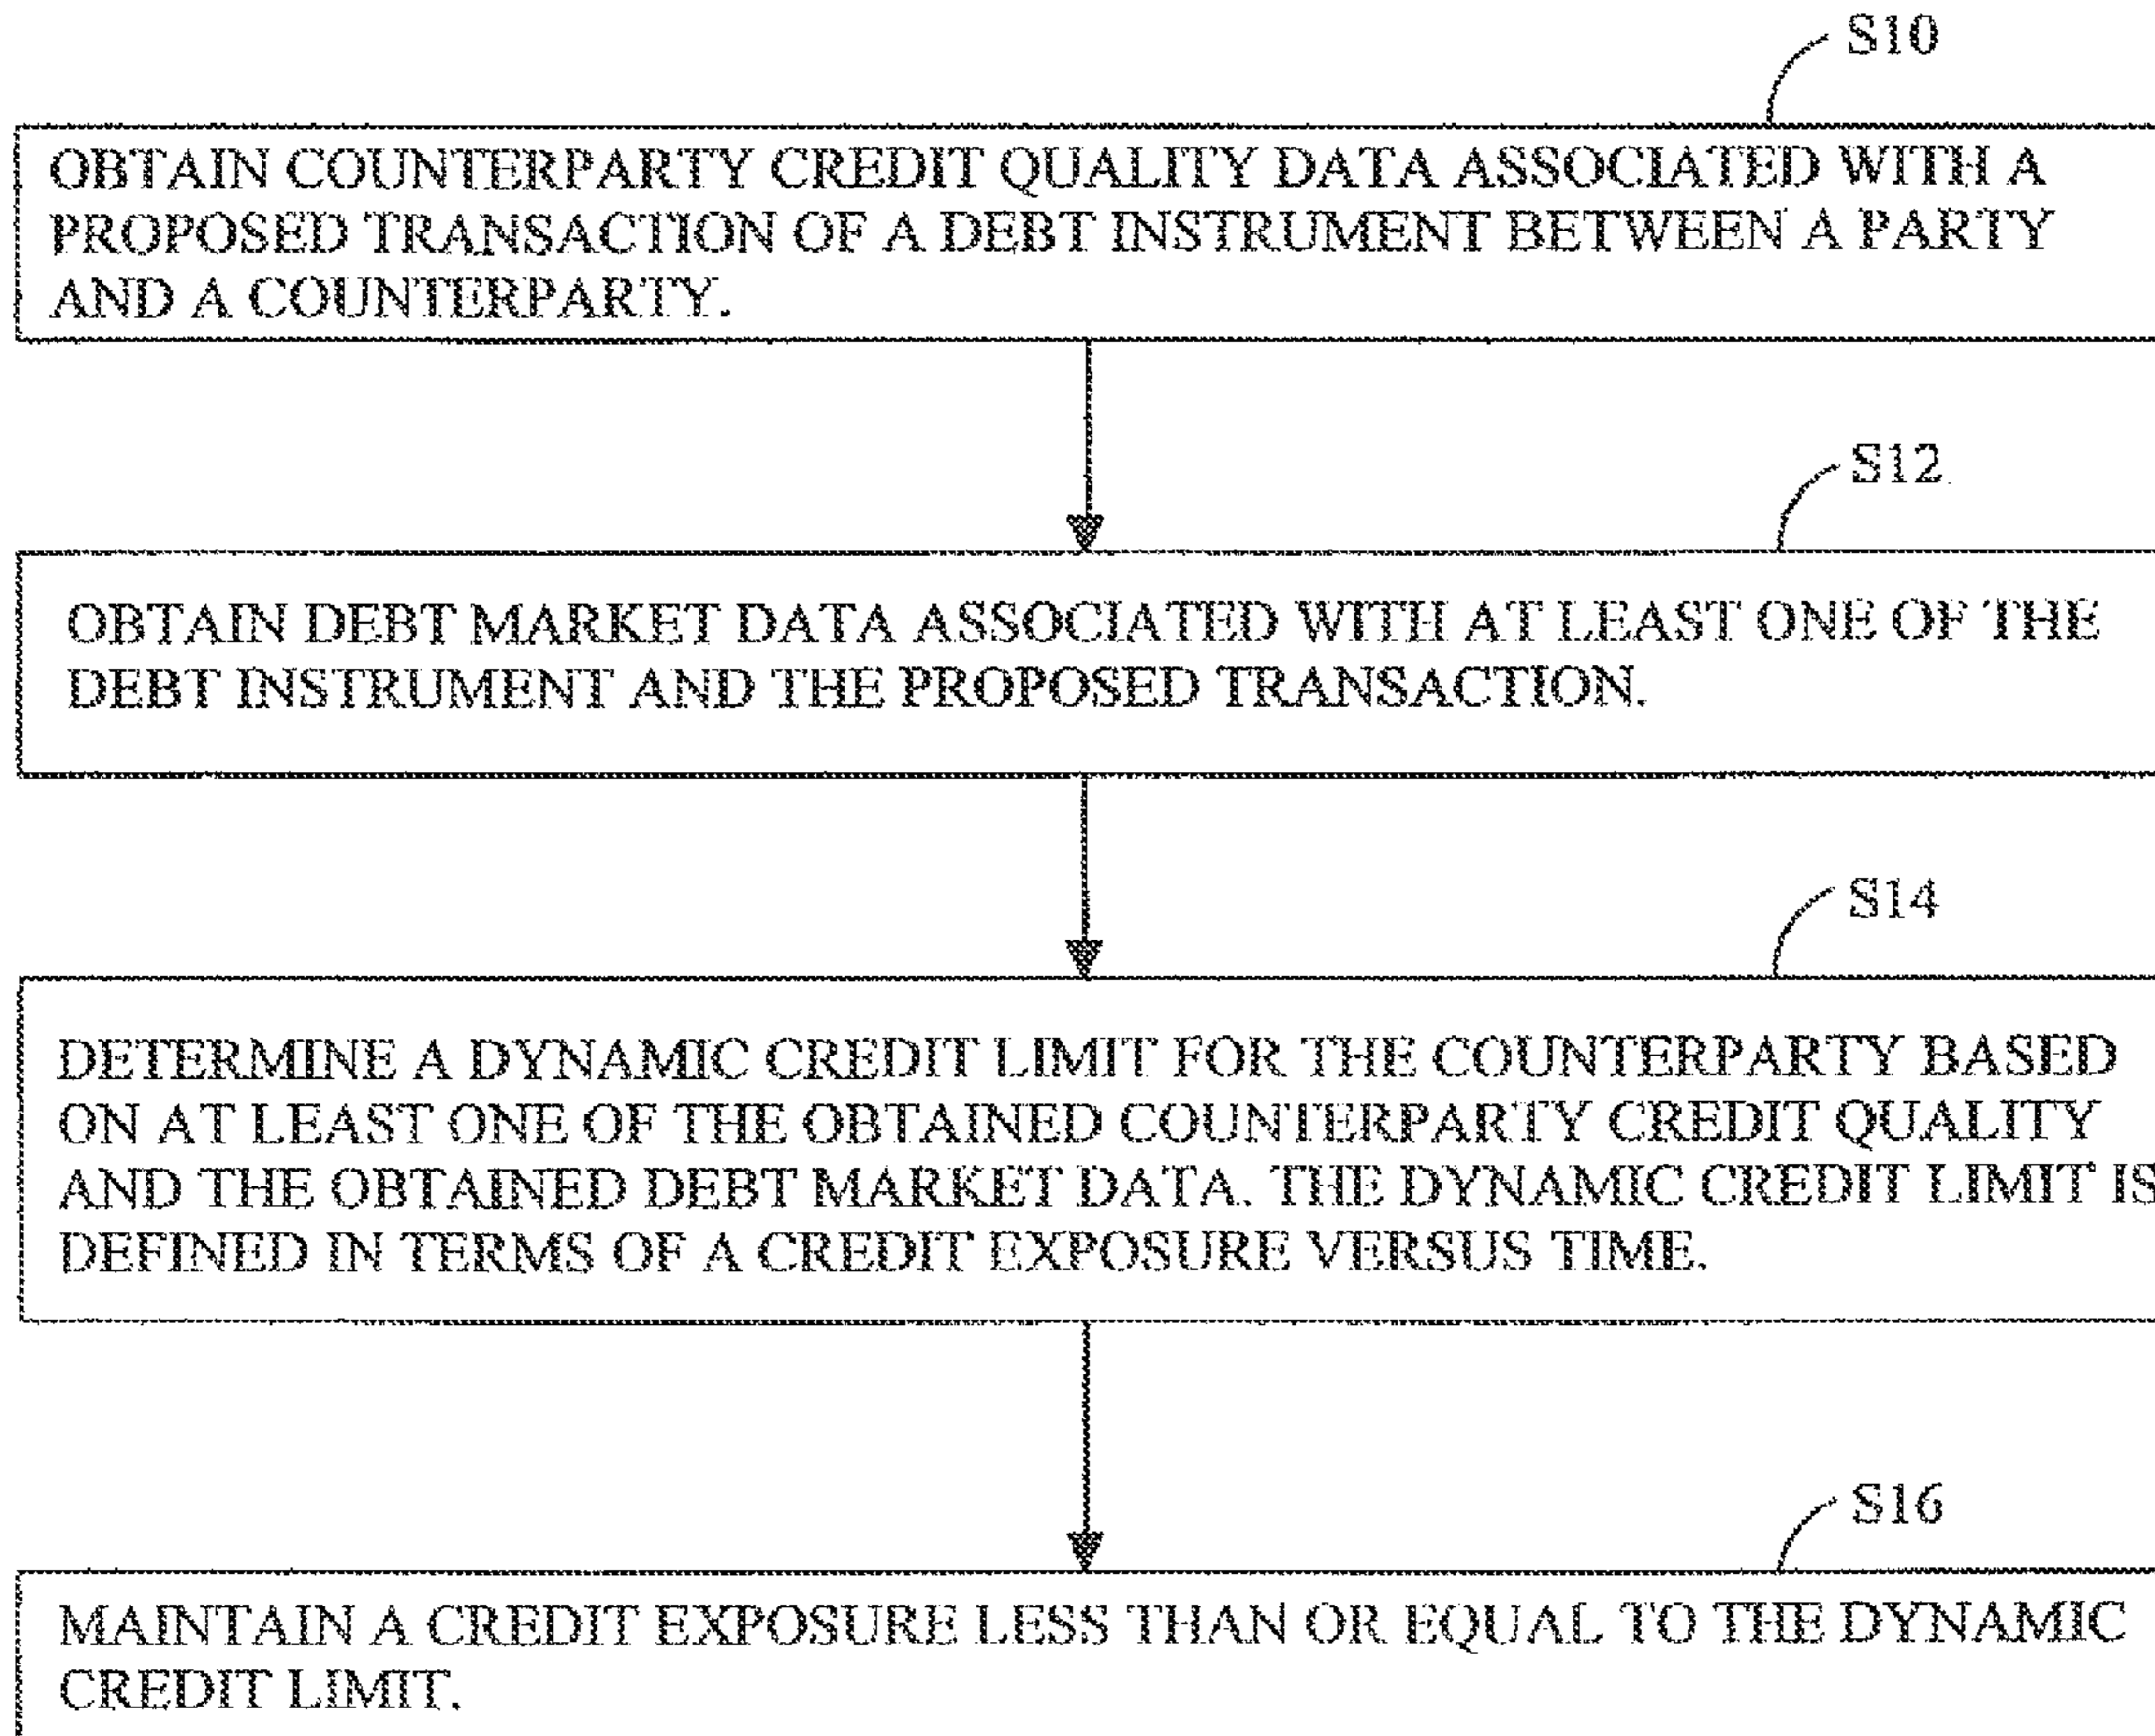 S10
OBTAIN COUNTERPARTY CREDIT QUALITY DATA ASSOCIATED WITH A
PROPOSED TRANSACTION OF A DEBT INSTRUMENT BETWEEN A PARTY
AND A COUNTERPARTY.
S12
OBTAIN DEBT MARKET DATA ASSOCIATED WITH AT LEAST ONE OF THE
DEBT INSTRUMENT AND THE PROPOSED TRANSACTION.
S14
DETERMINE A DYNAMIC CREDIT LIMIT FOR THE COUNTERPARTY BASED
ON AT LEAST ONE OF THE OBTAINED COUNTERPARTY CREDIT QUALITY
AND THE OBTAINED DEBT MARKET DATA. THE DYNAMIC CREDIT LIMIT IS
DEFINED IN TERMS OF A CREDIT EXPOSURE VERSUS TIME.
S16
MAINTAIN A CREDIT EXPOSURE LESS THAN OR EQUAL TO THE DYNAMIC
CREDIT LIMIT.